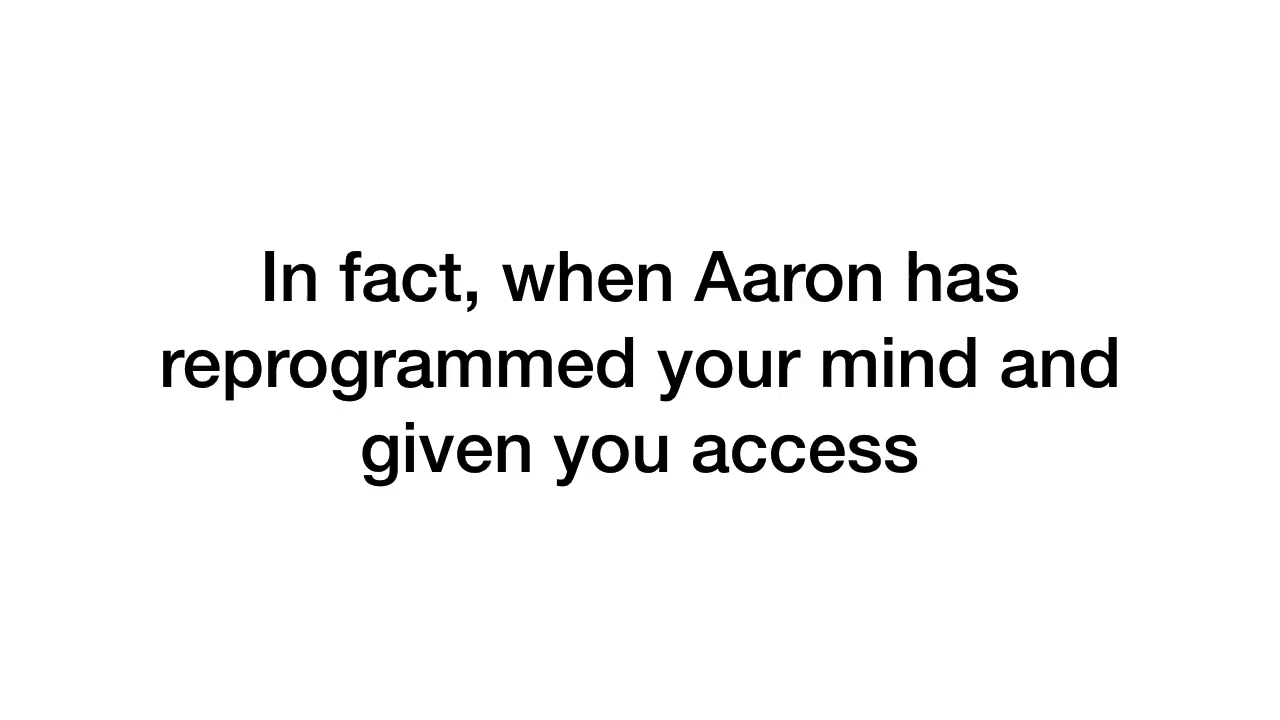 In fact, when Aaron has
reprogrammed your mind and
given you access